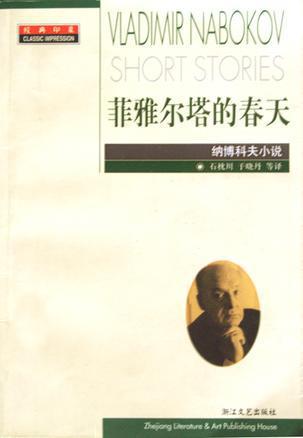 经典印象
CLASSIC IMPRESSION
VLADIMIR NABOKOV
SHORT STORIES
菲雅尔塔的春天
纳博科夫小说
石枕川 于晓丹 等译
浙江文艺出版社
Zhejiang Literature & Art Publishing House